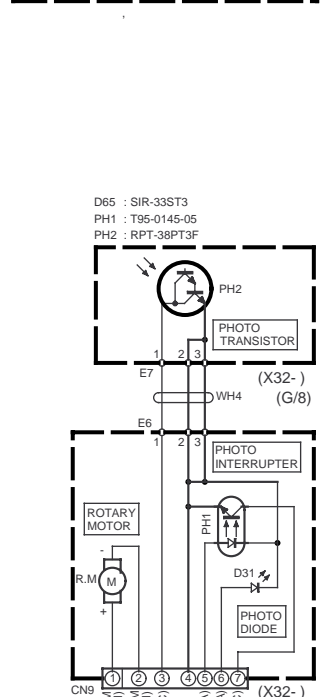 D65 : SIR-33ST3
PH1 : T95-0145-05
PH2 : RPT-38PT3F
PH2
PHOTO
TRANSISTOR
1 2 3
E7
(X32- )
(G/8)
WH4
E6
1 2 3
PHOTO
INTERRUPTER
ROTARY
MOTOR
PH1
-
R.M
M
D31
+
PHOTO
DIODE
CN9
1 2 3 4 5 6 7
(X32- )